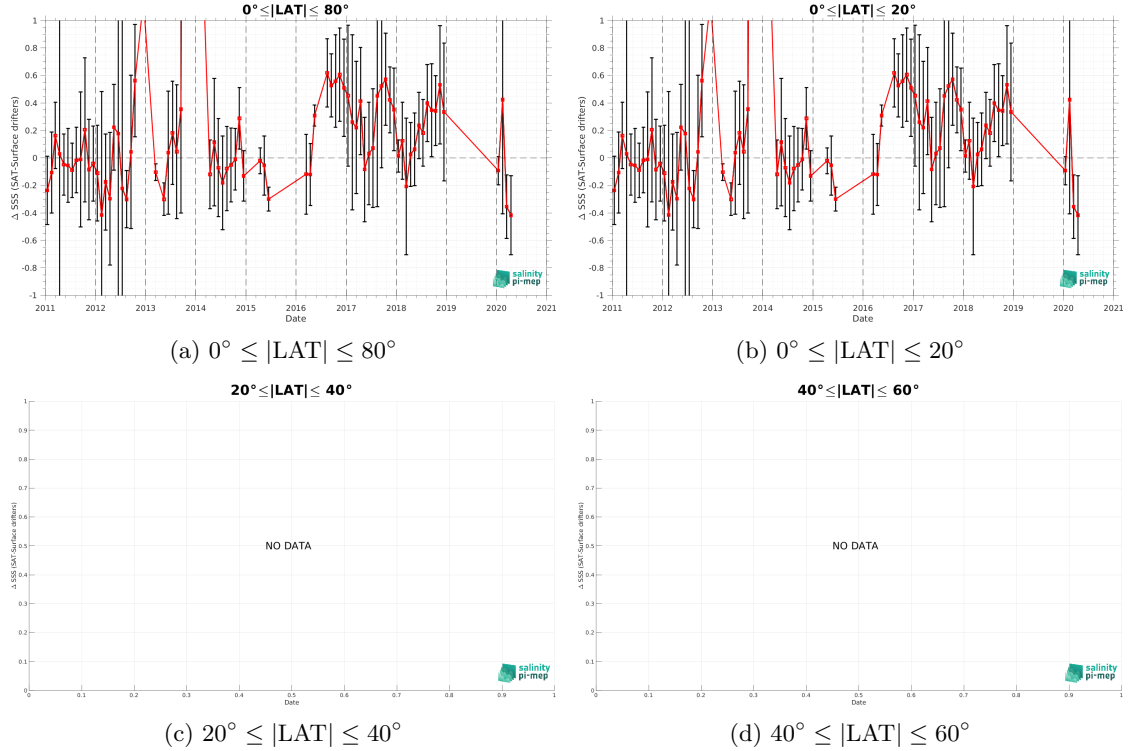 0°≤|LAT|≤ 80°
Δ SSS (SAT-Surface drifters)
1
0.8
0.6
0.4
0.2
0
-0.2
-0.4
-0.6
-0.8
-1
2011 2012 2013 2014 2015 2016 2017 2018 2019 2020 2021
Date
salinity
pi-mep
(a) 0° ≤ |LAT| ≤ 80°
0°≤|LAT|≤ 20°
Δ SSS (SAT-Surface drifters)
1
0.8
0.6
0.4
0.2
0
-0.2
-0.4
-0.6
-0.8
-1
2011 2012 2013 2014 2015 2016 2017 2018 2019 2020 2021
Date
salinity
pi-mep
(b) 0° ≤ |LAT| ≤ 20°
20°≤|LAT|≤ 40°
Δ SSS (SAT-Surface drifters)
1
0.9
0.8
0.7
0.6
0.5
0.4
0.3
0.2
0.1
0
NO DATA
0 0.1 0.2 0.3 0.4 0.5 0.6 0.7 0.8 0.9 1
Date
salinity
pi-mep
(c) 20° ≤ |LAT| ≤ 40°
40°≤|LAT|≤ 60°
Δ SSS (SAT-Surface drifters)
1
0.9
0.8
0.7
0.6
0.5
0.4
0.3
0.2
0.1
0
NO DATA
0 0.1 0.2 0.3 0.4 0.5 0.6 0.7 0.8 0.9 1
Date
salinity
pi-mep
(d) 40° ≤ |LAT| ≤ 60°